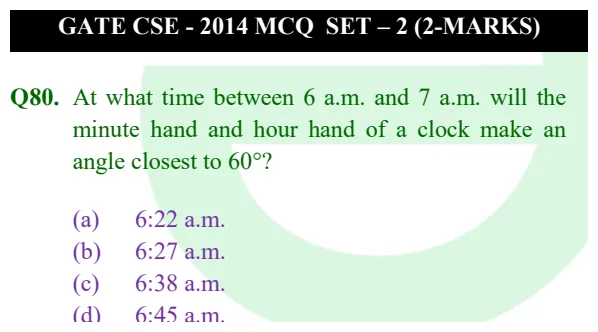 GATE CSE - 2014 MCQ SET – 2 (2-MARKS)
Q80. At what time between 6 a.m. and 7 a.m. will the
minute hand and hour hand of a clock make an
angle closest to 60°?
(a) 6:22 a.m.
(b) 6:27 a.m.
(c) 6:38 a.m.
(d) 6:45 a.m.